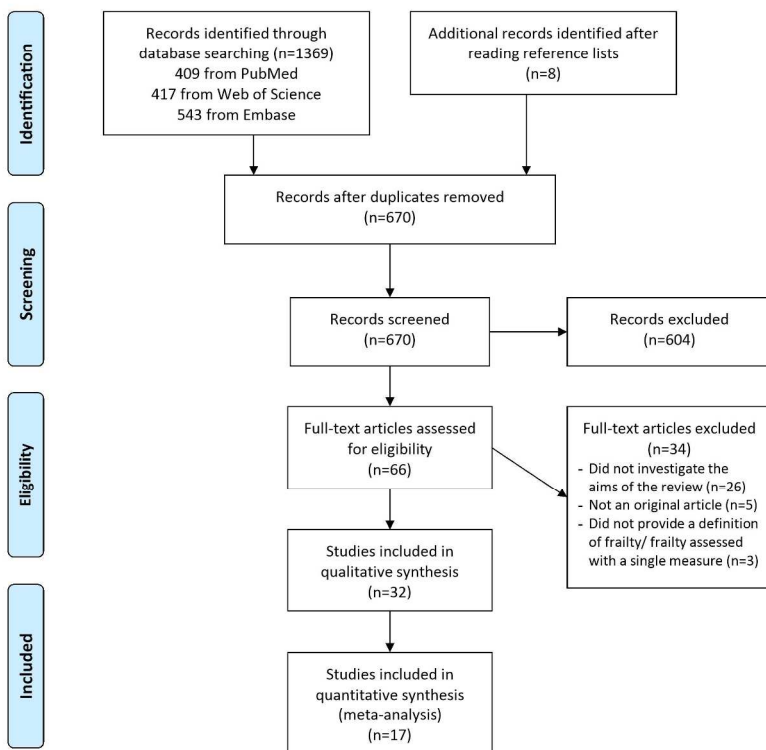 Identification
Records identified through
database searching (n=1369)
409 from PubMed
417 from Web of Science
543 from Embase
Additional records identified after
reading reference lists
(n=8)
Records after duplicates removed
(n=670)
Screening
Records screened
(n=670)
Records excluded
(n=604)
Eligibility
Full-text articles assessed
for eligibility
(n=66)
Full-text articles excluded
(n=34)
- Did not investigate the
aims of the review (n=26)
- Not an original article (n=5)
- Did not provide a definition
of frailty/ frailty assessed
with a single measure (n=3)
Studies included in
qualitative synthesis
(n=32)
Included
Studies included in
quantitative synthesis
(meta-analysis)
(n=17)